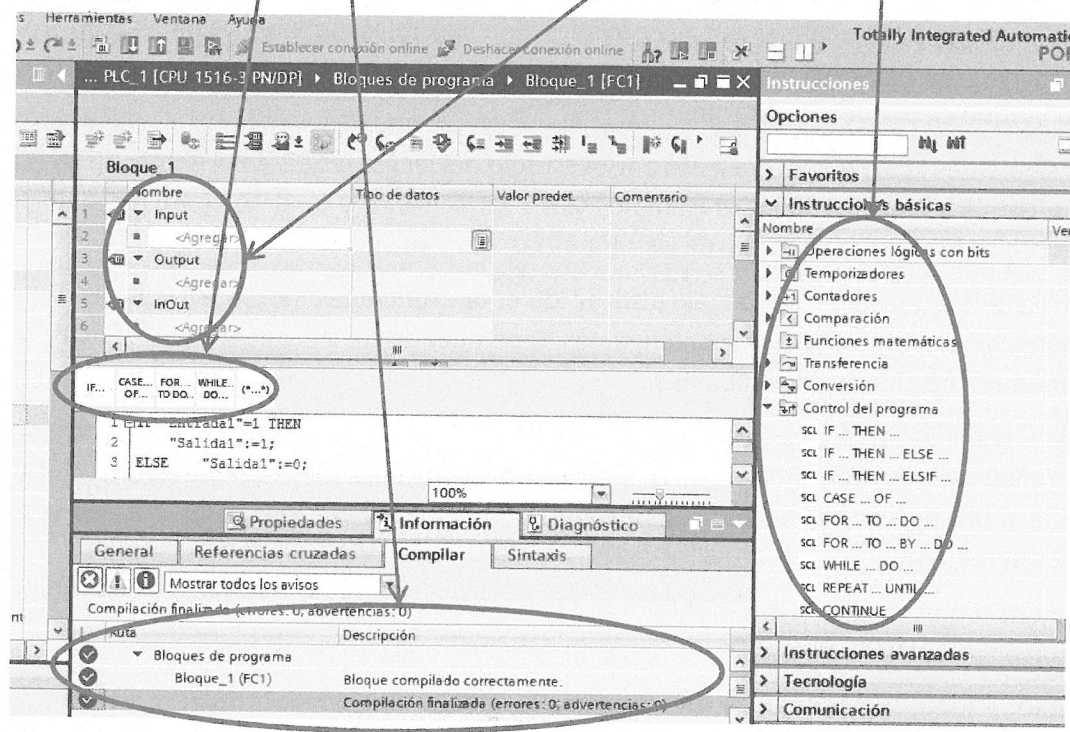 Herramientas Ventana Ayuda
Establecer conexión online Deshacer conexión online
Totally Integrated Automati
POR
... PLC_1 [CPU 1516-3 PN/DP] Bloques de programa Bloque_1 [FC1]
Instrucciones
Opciones
Bloque_1
Nombre Tipo de datos Valor predet. Comentario
1 Input
2 <Agregar>
3 Output
4 <Agregar>
5 InOut
6 <Agregar>
IF... CASE... OF... FOR... TO DO... WHILE... DO... (*...*)
1 IF "Entrada1"=1 THEN
2 "Salida1":=1;
3 ELSE "Salida1":=0;
100%
Propiedades Información Diagnóstico
General Referencias cruzadas Compilar Sintaxis
Mostrar todos los avisos
Compilación finalizada (errores: 0; advertencias: 0)
! Ruta Descripción
Bloques de programa
Bloque_1 (FC1) Bloque compilado correctamente.
Compilación finalizada (errores: 0; advertencias: 0)
Favoritos
Instrucciones básicas
Nombre Ver
Operaciones lógicas con bits
Temporizadores
Contadores
Comparación
Funciones matemáticas
Transferencia
Conversión
Control del programa
SCL IF ... THEN ...
SCL IF ... THEN ... ELSE ...
SCL IF ... THEN ... ELSIF ...
SCL CASE ... OF ...
SCL FOR ... TO ... DO ...
SCL FOR ... TO ... BY ... DO ...
SCL WHILE ... DO ...
SCL REPEAT ... UNTIL ...
SCL CONTINUE
Instrucciones avanzadas
Tecnología
Comunicación